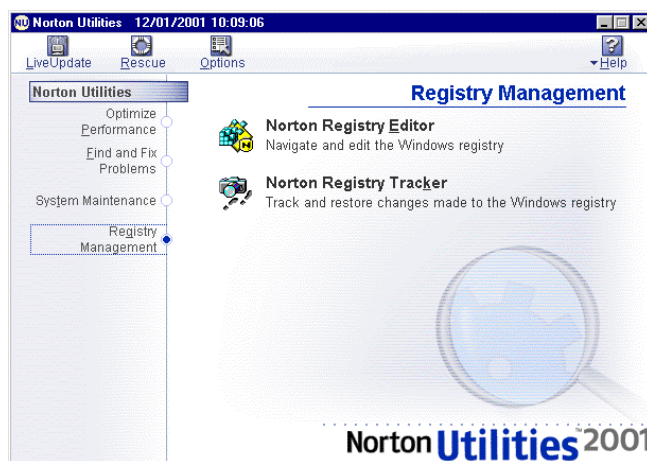 Norton Utilities 12/01/2001 10:09:06
LiveUpdate Rescue Options Help
Norton Utilities
Optimize
Performance
Find and Fix
Problems
System Maintenance
Registry
Management
Registry Management
Norton Registry Editor
Navigate and edit the Windows registry
Norton Registry Tracker
Track and restore changes made to the Windows registry
Norton Utilities™2001